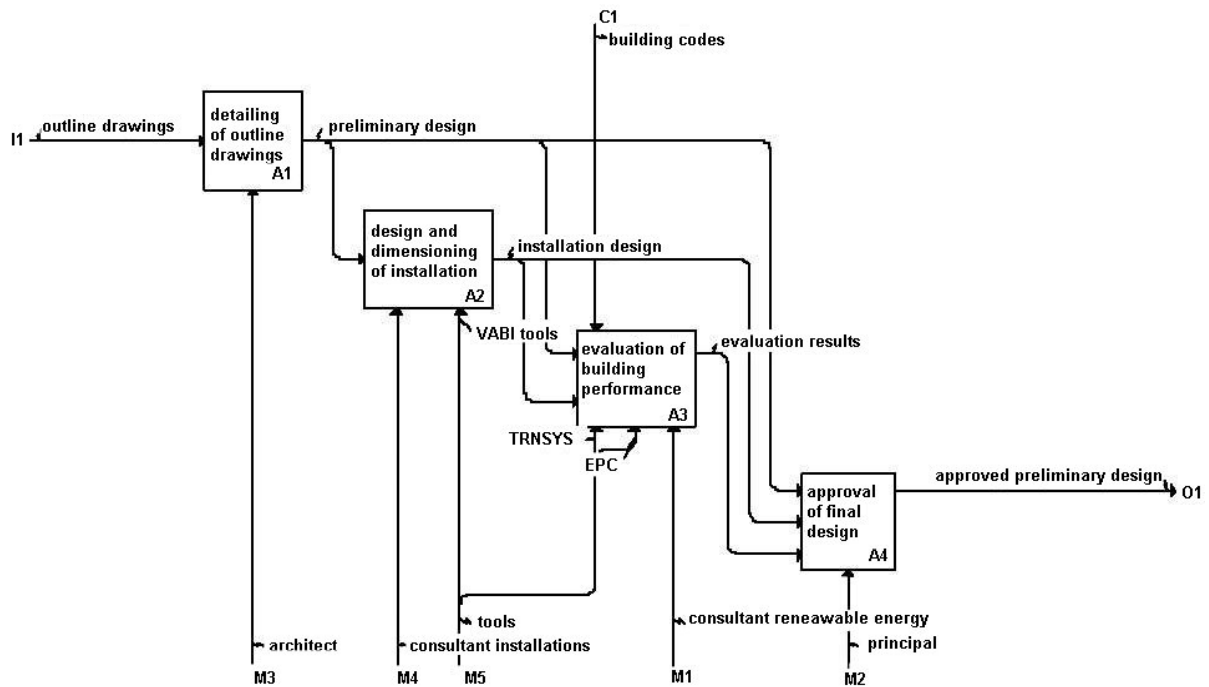 C1
building codes
detailing
of outline
drawings
A1
outline drawings
I1
preliminary design
design and
dimensioning
of installation
A2
installation design
VABI tools
evaluation of
building
performance
A3
evaluation results
TRNSYS
EPC
approval
of final
design
A4
approved preliminary design
O1
tools
consultant reneawable energy
architect
consultant installations
principal
M3
M4
M5
M1
M2